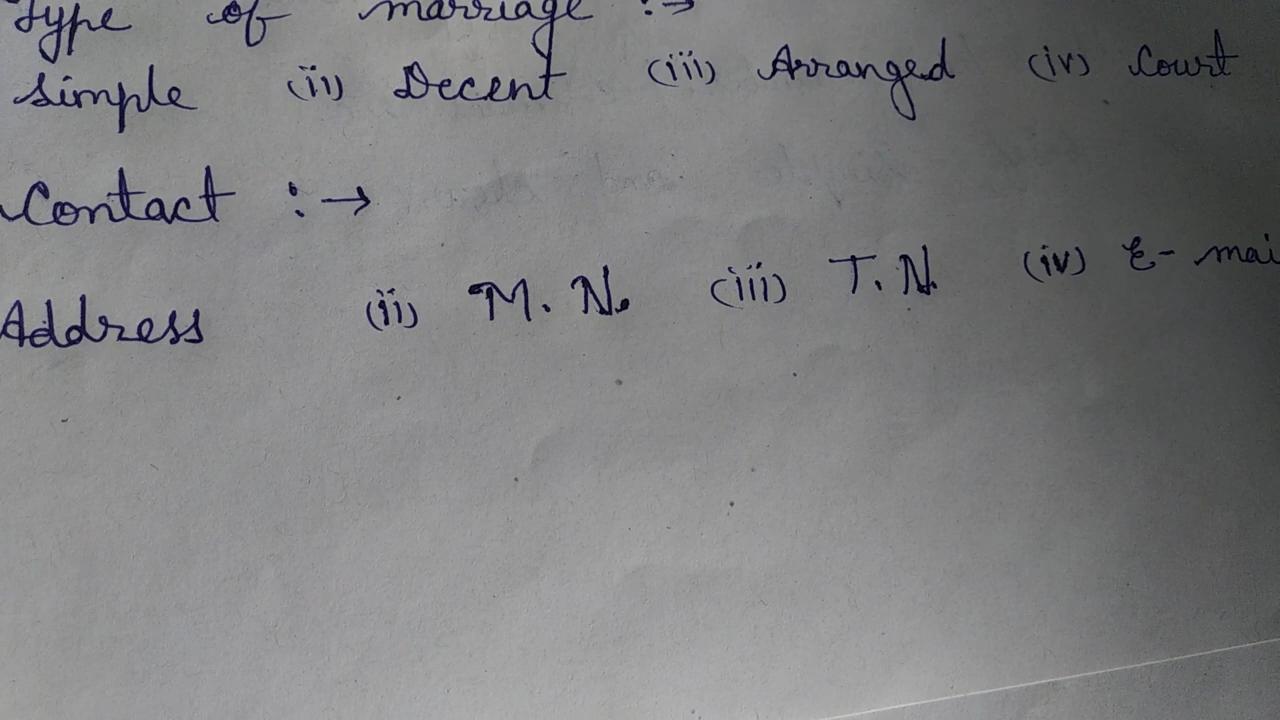 Type of marriage :→
Simple (ii) Decent (iii) Arranged (iv) Court
Contact :→
Address (ii) M. N. (iii) T. N. (iv) E-mai